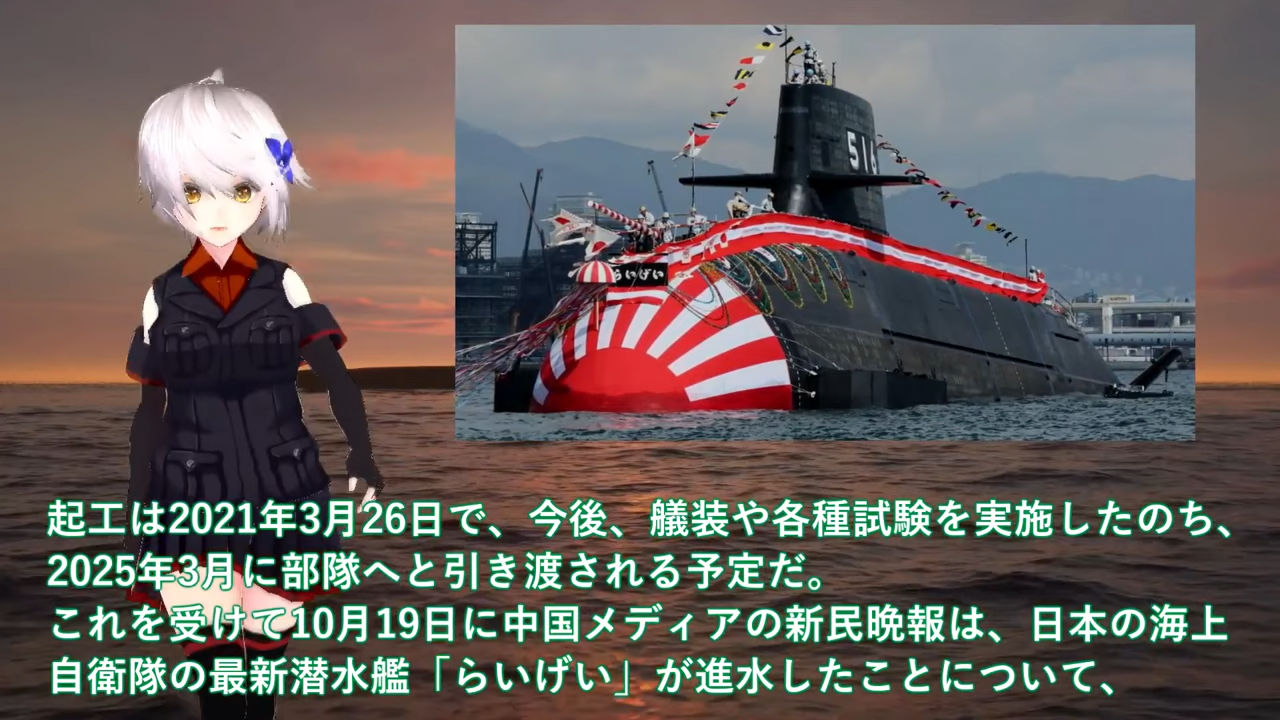 516
らいげい
起工は2021年3月26日で、今後、艤装や各種試験を実施したのち、
2025年3月に部隊へと引き渡される予定だ。
これを受けて10月19日に中国メディアの新民晩報は、日本の海上
自衛隊の最新潜水艦「らいげい」が進水したことについて、